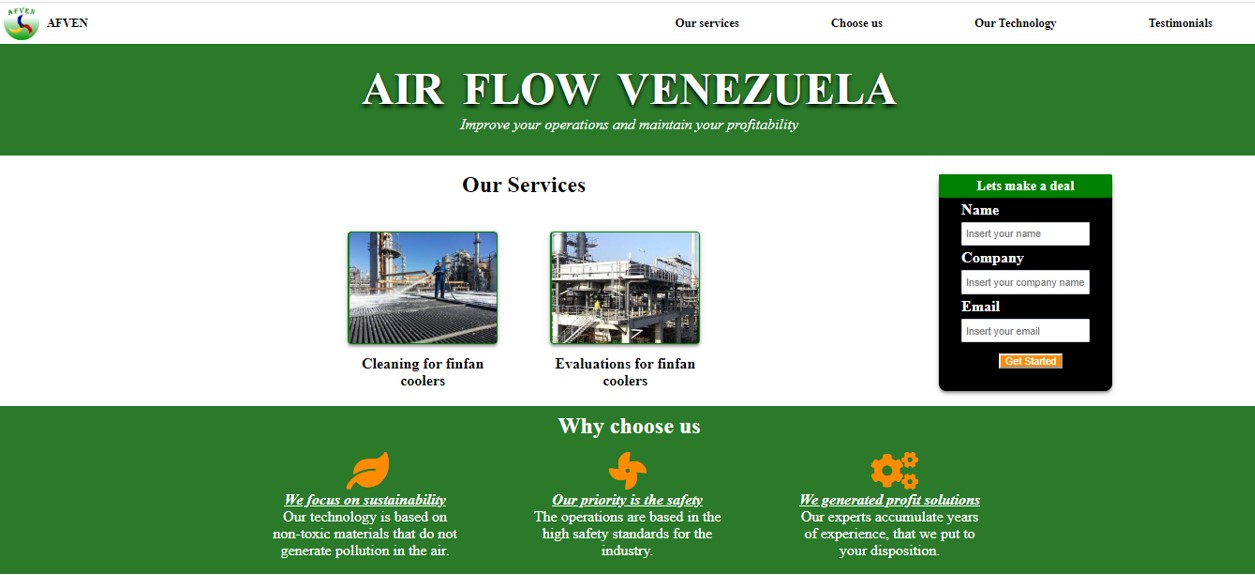 AFVEN
AFVEN
Our services
Choose us
Our Technology
Testimonials
AIR FLOW VENEZUELA
Improve your operations and maintain your profitability
Our Services
Cleaning for finfan
coolers
Evaluations for finfan
coolers
Lets make a deal
Name
Insert your name
Company
Insert your company name
Email
Insert your email
Get Started
Why choose us
We focus on sustainability
Our technology is based on
non-toxic materials that do not
generate pollution in the air.
Our priority is the safety
The operations are based in the
high safety standards for the
industry.
We generated profit solutions
Our experts accumulate years
of experience, that we put to
your disposition.